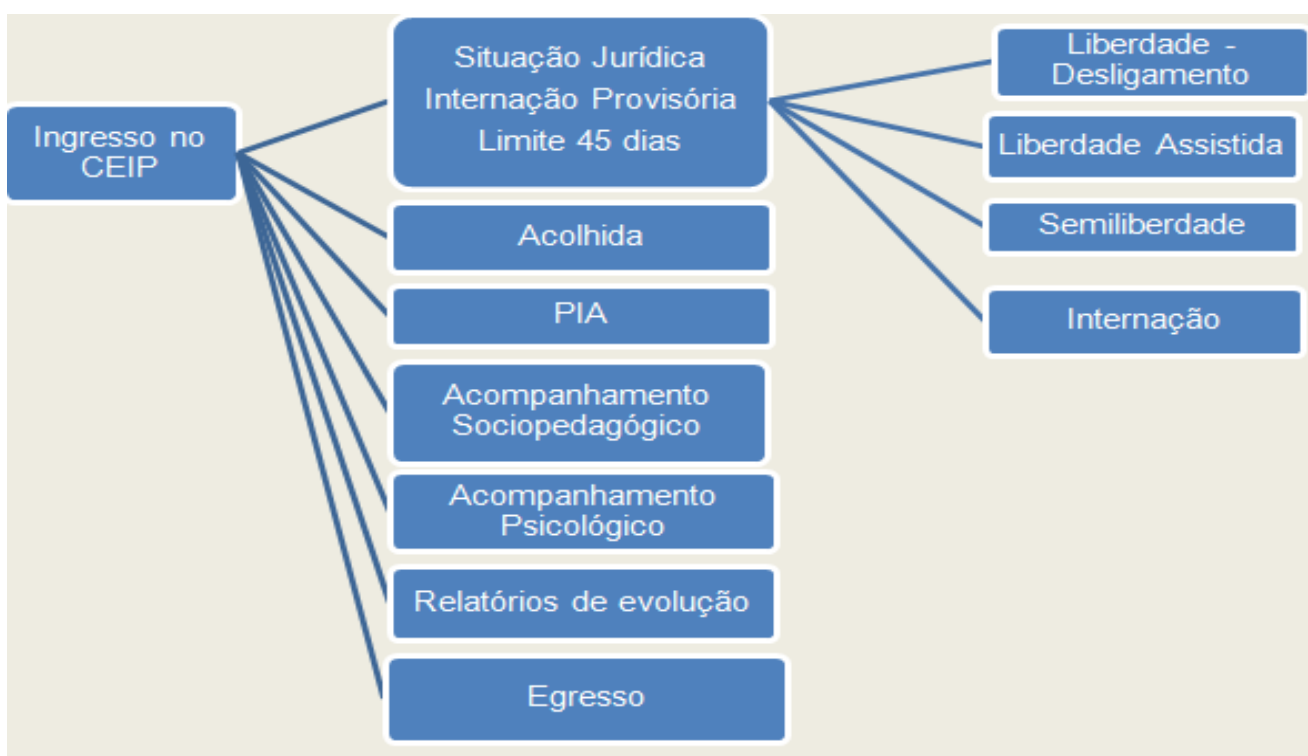 Ingresso no
CEIP
Situação Jurídica
Internação Provisória
Limite 45 dias
Acolhida
PIA
Acompanhamento
Sociopedagógico
Acompanhamento
Psicológico
Relatórios de evolução
Egresso
Liberdade -
Desligamento
Liberdade Assistida
Semiliberdade
Internação